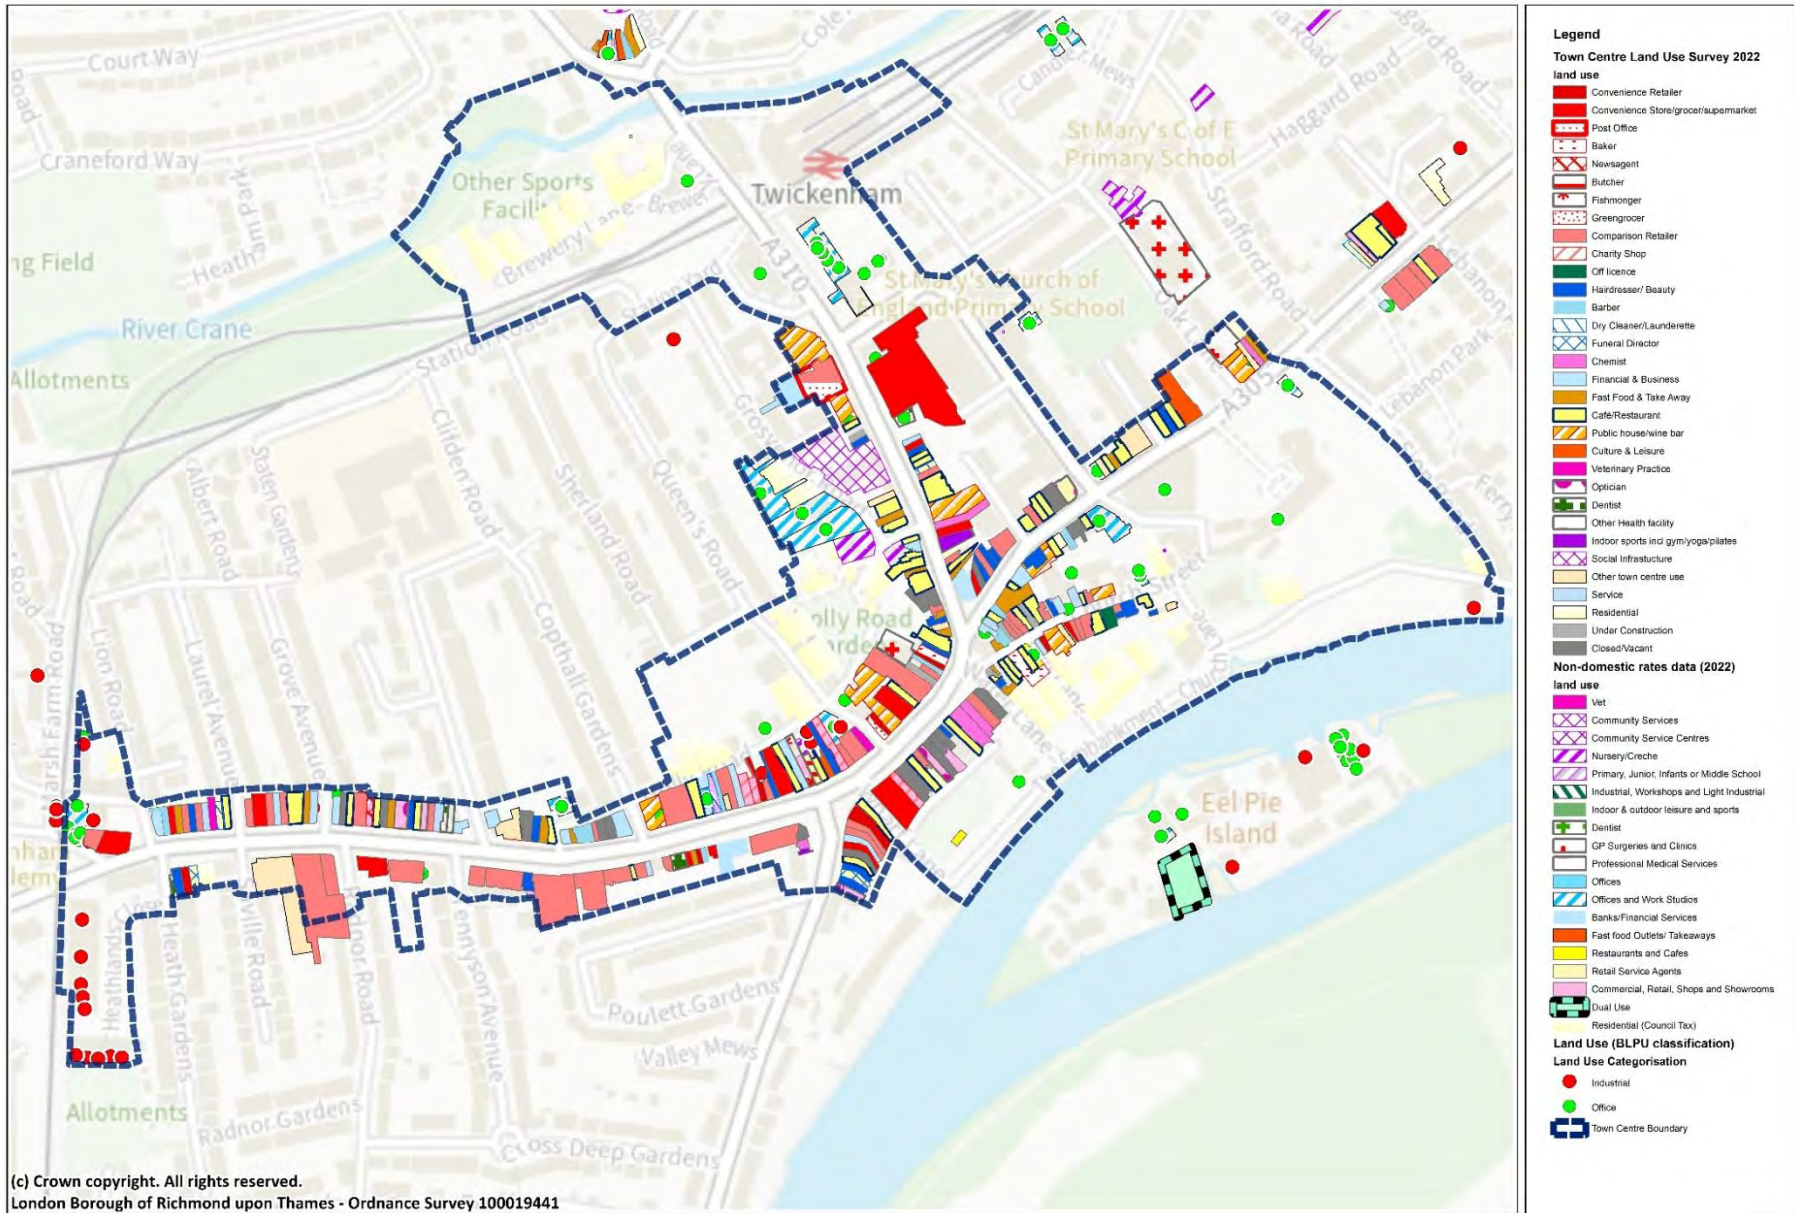 Court Way
Craneford Way
Other Sports
Twickenham
Brewery Lane
A310
St Mary's C of E
Primary School
Haggard Road
Strafford Road
Heath
River Crane
Station Road
St Mary's Church of
England Primary School
Lebanon Park
Allotments
Clifden Road
Sherland Road
Queen's Road
Albert Road
Staten Gardens
Copthall Gardens
Lion Road
Laurel Avenue
Grove Avenue
Eel Pie
Island
Heath Gardens
Poulett Gardens
Valley Mews
Allotments
Radnor Gardens
(c) Crown copyright. All rights reserved.
London Borough of Richmond upon Thames - Ordnance Survey 100019441
Legend
Town Centre Land Use Survey 2022
land use
Convenience Retailer
Convenience Store/grocer/supermarket
Post Office
Baker
Newsagent
Butcher
Fishmonger
Greengrocer
Comparison Retailer
Charity Shop
Off licence
Hairdresser/ Beauty
Barber
Dry Cleaner/Launderette
Funeral Director
Chemist
Financial & Business
Fast Food & Take Away
Café/Restaurant
Public house/wine bar
Culture & Leisure
Veterinary Practice
Optician
Dentist
Other Health facility
Indoor sports incl gym/yoga/pilates
Social Infrastucture
Other town centre use
Service
Residential
Under Construction
Closed/Vacant
Non-domestic rates data (2022)
land use
Vet
Community Services
Community Service Centres
Nursery/Creche
Primary, Junior, Infants or Middle School
Industrial, Workshops and Light Industrial
Indoor & outdoor leisure and sports
Dentist
GP Surgeries and Clinics
Professional Medical Services
Offices
Offices and Work Studios
Banks/Financial Services
Fast food Outlets/ Takeaways
Restaurants and Cafes
Retail Service Agents
Commercial, Retail, Shops and Showrooms
Dual Use
Residential (Council Tax)
Land Use (BLPU classification)
Land Use Categorisation
Industrial
Office
Town Centre Boundary